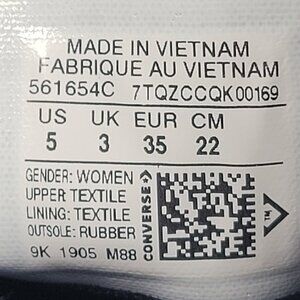 MADE IN VIETNAM
FABRIQUE AU VIETNAM
561654C 7TQZCCQK00169
US UK EUR CM
5 3 35 22
GENDER: WOMEN
UPPER TEXTILE
LINING: TEXTILE
OUTSOLE: RUBBER
9K 1905 M88
CONVERSE